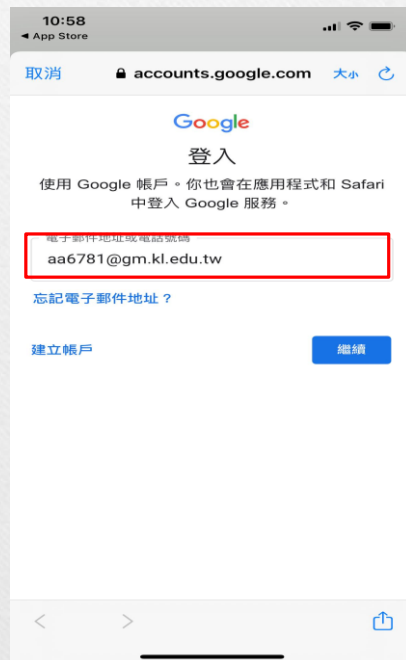 10:58
◀ App Store
取消 accounts.google.com 大小
Google
登入
使用 Google 帳戶。你也會在應用程式和 Safari
中登入 Google 服務。
電子郵件地址或電話號碼
aa6781@gm.kl.edu.tw
忘記電子郵件地址？
建立帳戶 繼續